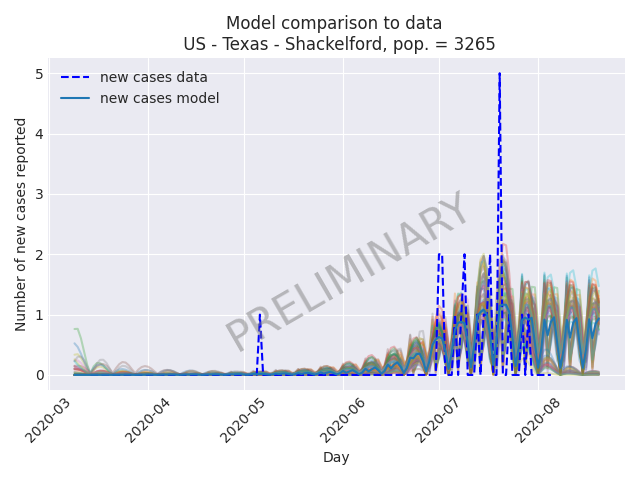 Model comparison to data
US - Texas - Shackelford, pop. = 3265
new cases data
new cases model
PRELIMINARY
Number of new cases reported
5
4
3
2
1
0
2020-03
2020-04
2020-05
2020-06
2020-07
2020-08
Day